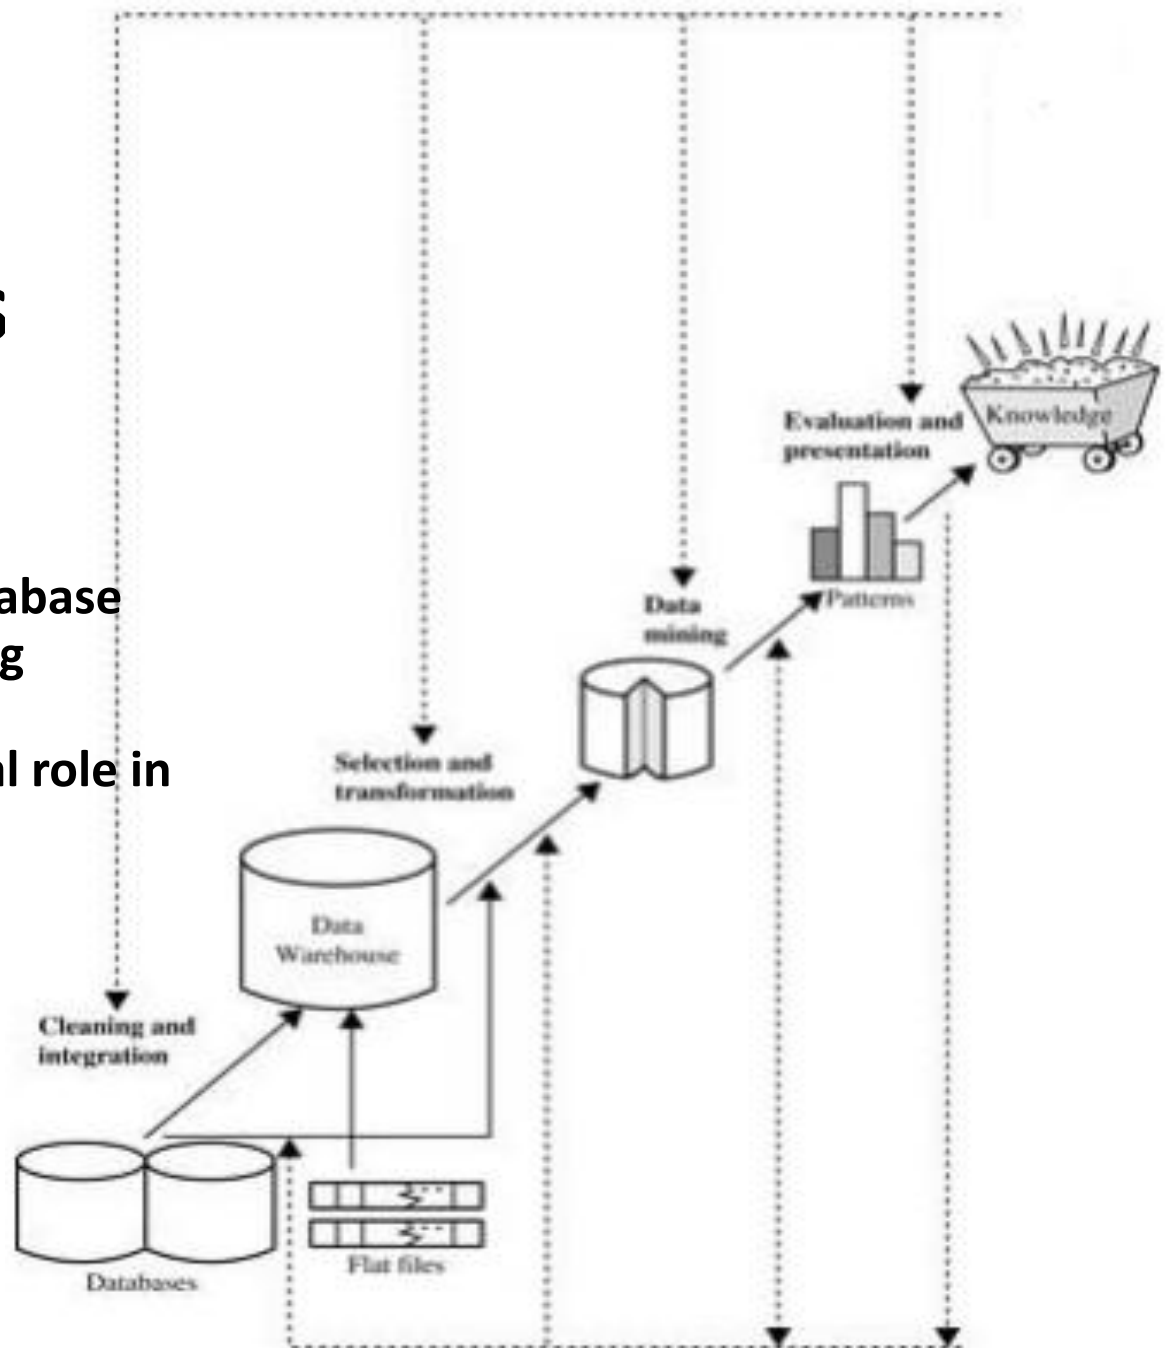 s
abase
g
al role in
Knowledge
Evaluation and
presentation
Patterns
Data
mining
Selection and
transformation
Data
Warehouse
Cleaning and
integration
Databases
Flat files